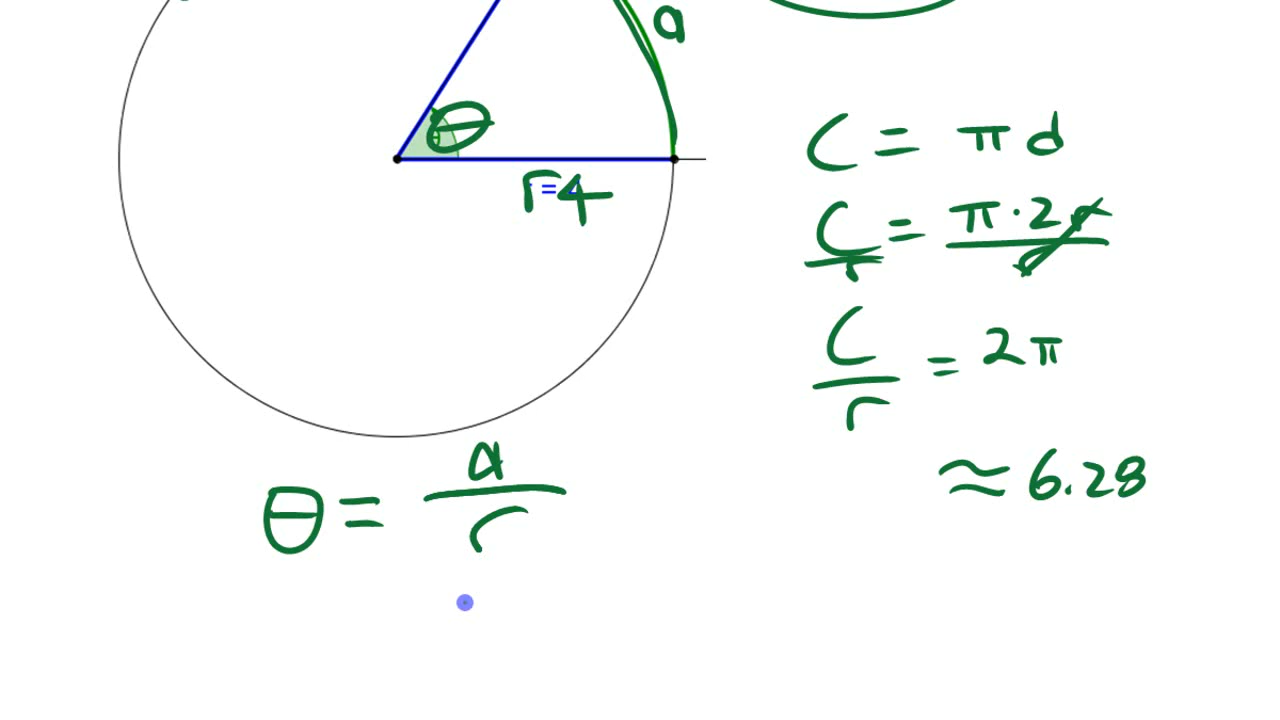 a
θ
r=4
C = πd
C/r = π·2r/r
C/r = 2π
≈ 6.28
θ = a/r